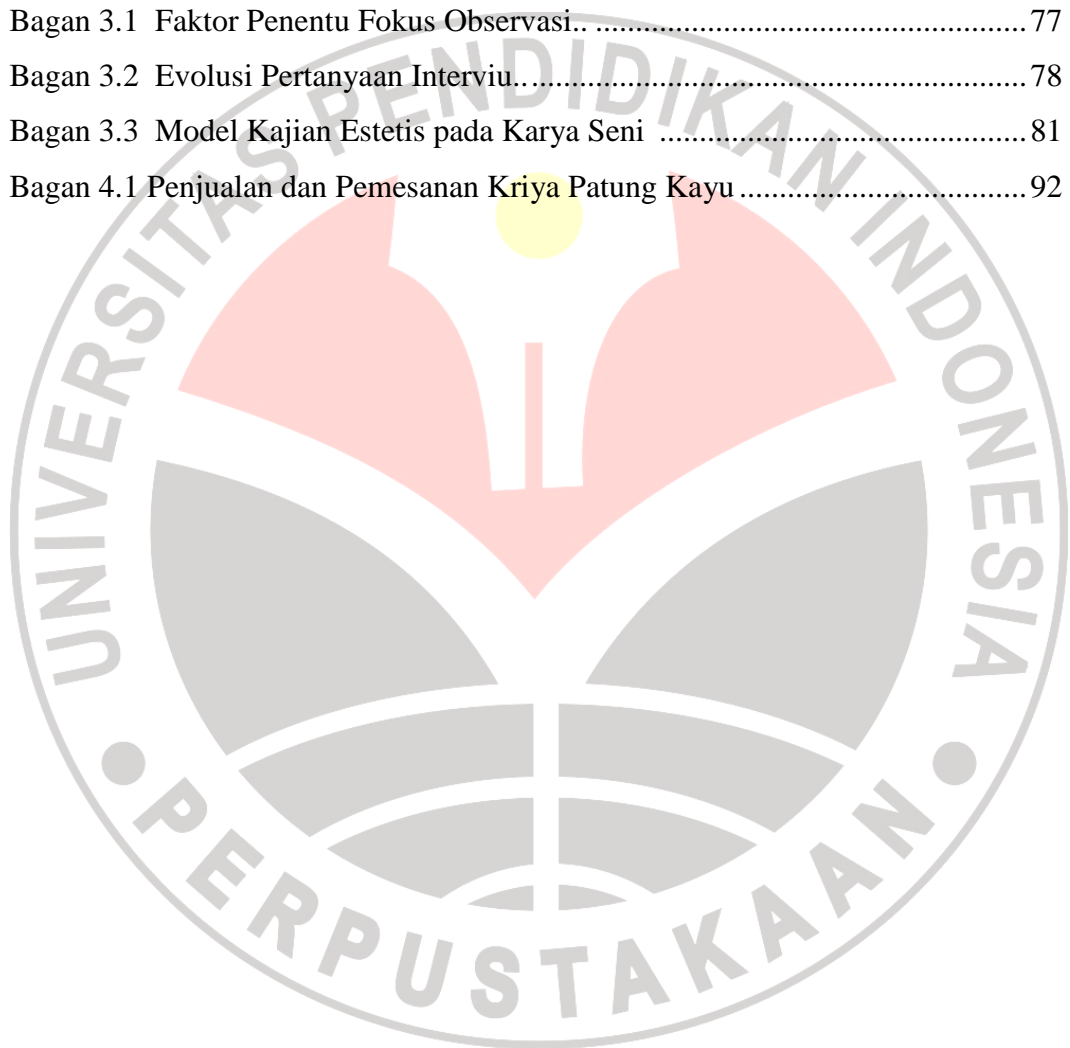 Bagan 3.1  Faktor Penentu Fokus Observasi.. ......................................................... 77
Bagan 3.2  Evolusi Pertanyaan Interviu.. .................................................................... 78
Bagan 3.3  Model Kajian Estetis pada Karya Seni  ................................................ 81
Bagan 4.1 Penjualan dan Pemesanan Kriya Patung Kayu ..................................... 92
UNIVERSITAS PENDIDIKAN INDONESIA
PERPUSTAKAAN